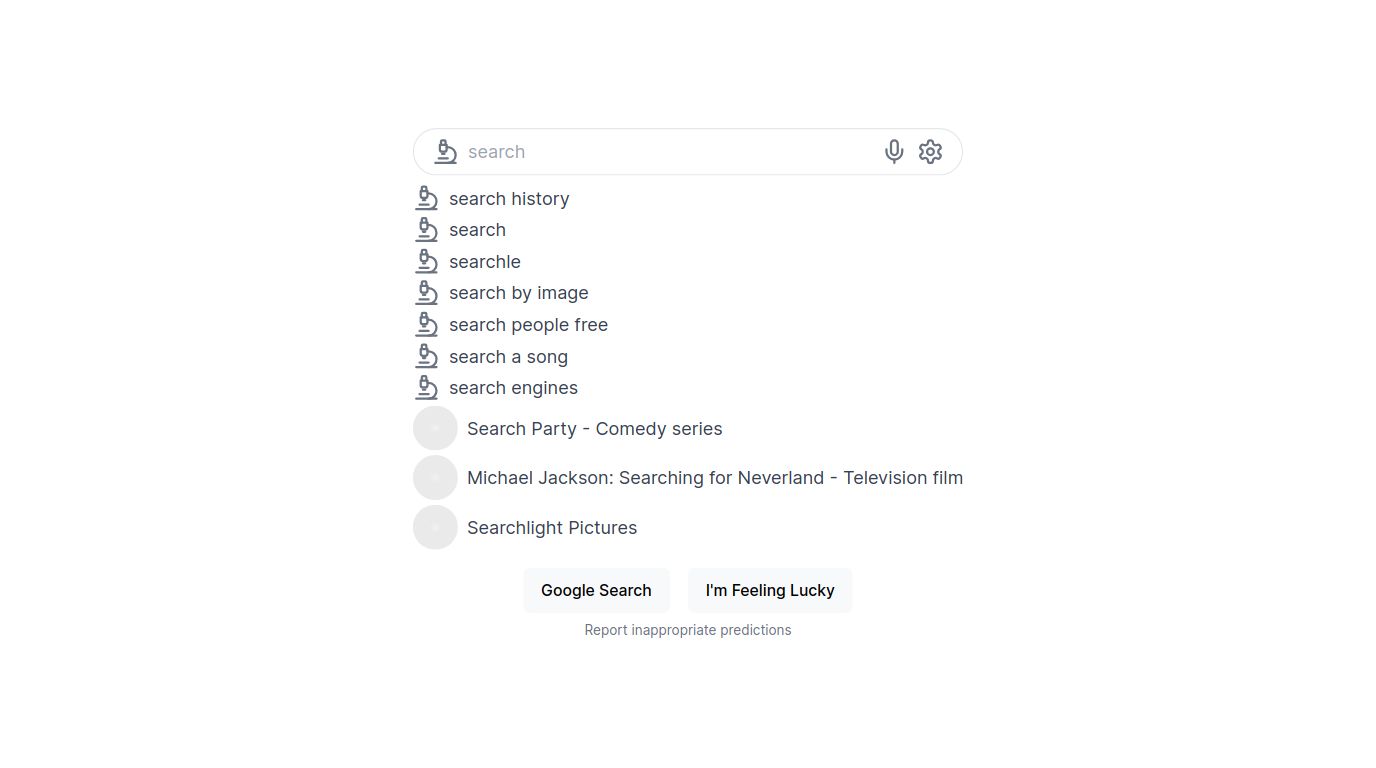 search
search history
search
searchle
search by image
search people free
search a song
search engines
Search Party - Comedy series
Michael Jackson: Searching for Neverland - Television film
Searchlight Pictures
Google Search
I'm Feeling Lucky
Report inappropriate predictions